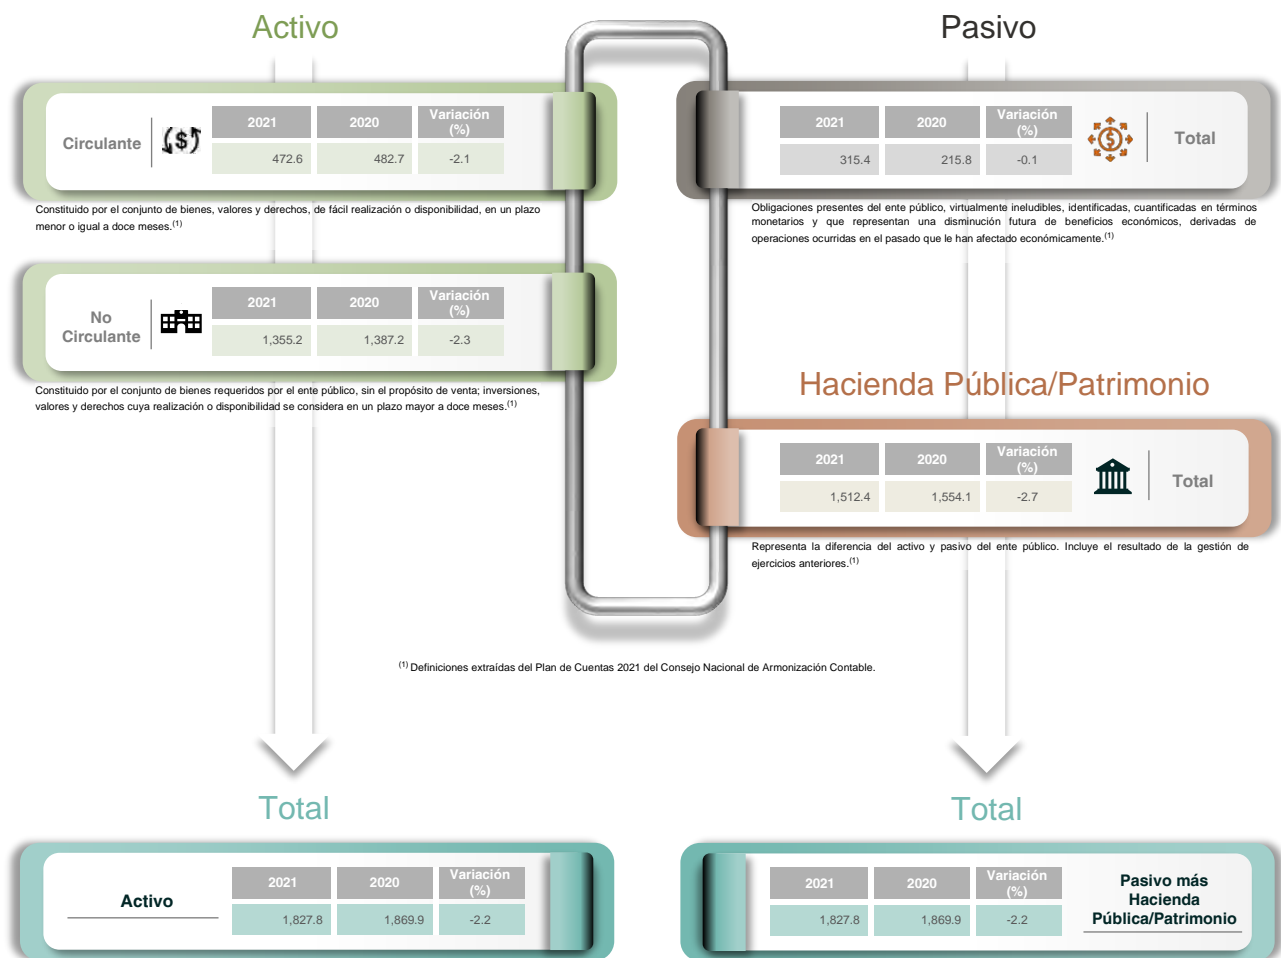 Activo
Circulante
2021 2020 Variación
(%)
472.6 482.7 -2.1
Constituido por el conjunto de bienes, valores y derechos, de fácil realización o disponibilidad, en un plazo
menor o igual a doce meses.(1)
No
Circulante
2021 2020 Variación
(%)
1,355.2 1,387.2 -2.3
Constituido por el conjunto de bienes requeridos por el ente público, sin el propósito de venta; inversiones,
valores y derechos cuya realización o disponibilidad se considera en un plazo mayor a doce meses.(1)
Pasivo
2021 2020 Variación
(%)
315.4 215.8 -0.1
Total
Obligaciones presentes del ente público, virtualmente ineludibles, identificadas, cuantificadas en términos
monetarios y que representan una disminución futura de beneficios económicos, derivadas de
operaciones ocurridas en el pasado que le han afectado económicamente.(1)
Hacienda Pública/Patrimonio
2021 2020 Variación
(%)
1,512.4 1,554.1 -2.7
Total
Representa la diferencia del activo y pasivo del ente público. Incluye el resultado de la gestión de
ejercicios anteriores.(1)
(1) Definiciones extraídas del Plan de Cuentas 2021 del Consejo Nacional de Armonización Contable.
Total
Activo
2021 2020 Variación
(%)
1,827.8 1,869.9 -2.2
Total
2021 2020 Variación
(%)
1,827.8 1,869.9 -2.2
Pasivo más
Hacienda
Pública/Patrimonio